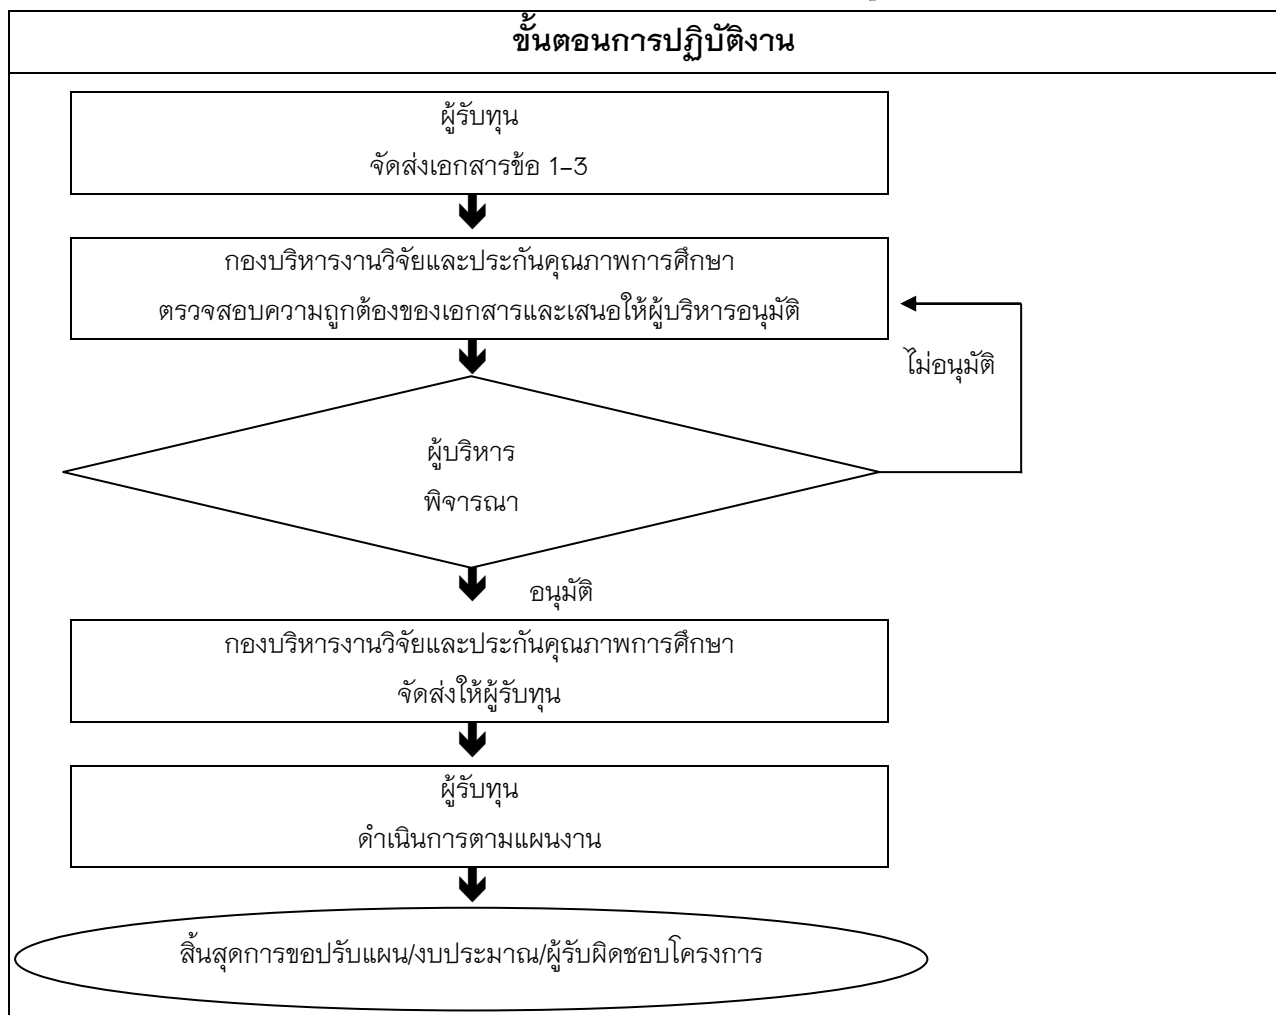 ขั้นตอนการปฏิบัติงาน
ผู้รับทุน
จัดส่งเอกสารข้อ 1-3
กองบริหารงานวิจัยและประกันคุณภาพการศึกษา
ตรวจสอบความถูกต้องของเอกสารและเสนอให้ผู้บริหารอนุมัติ
ไม่อนุมัติ
ผู้บริหาร
พิจารณา
อนุมัติ
กองบริหารงานวิจัยและประกันคุณภาพการศึกษา
จัดส่งให้ผู้รับทุน
ผู้รับทุน
ดำเนินการตามแผนงาน
สิ้นสุดการขอปรับแผน/งบประมาณ/ผู้รับผิดชอบโครงการ